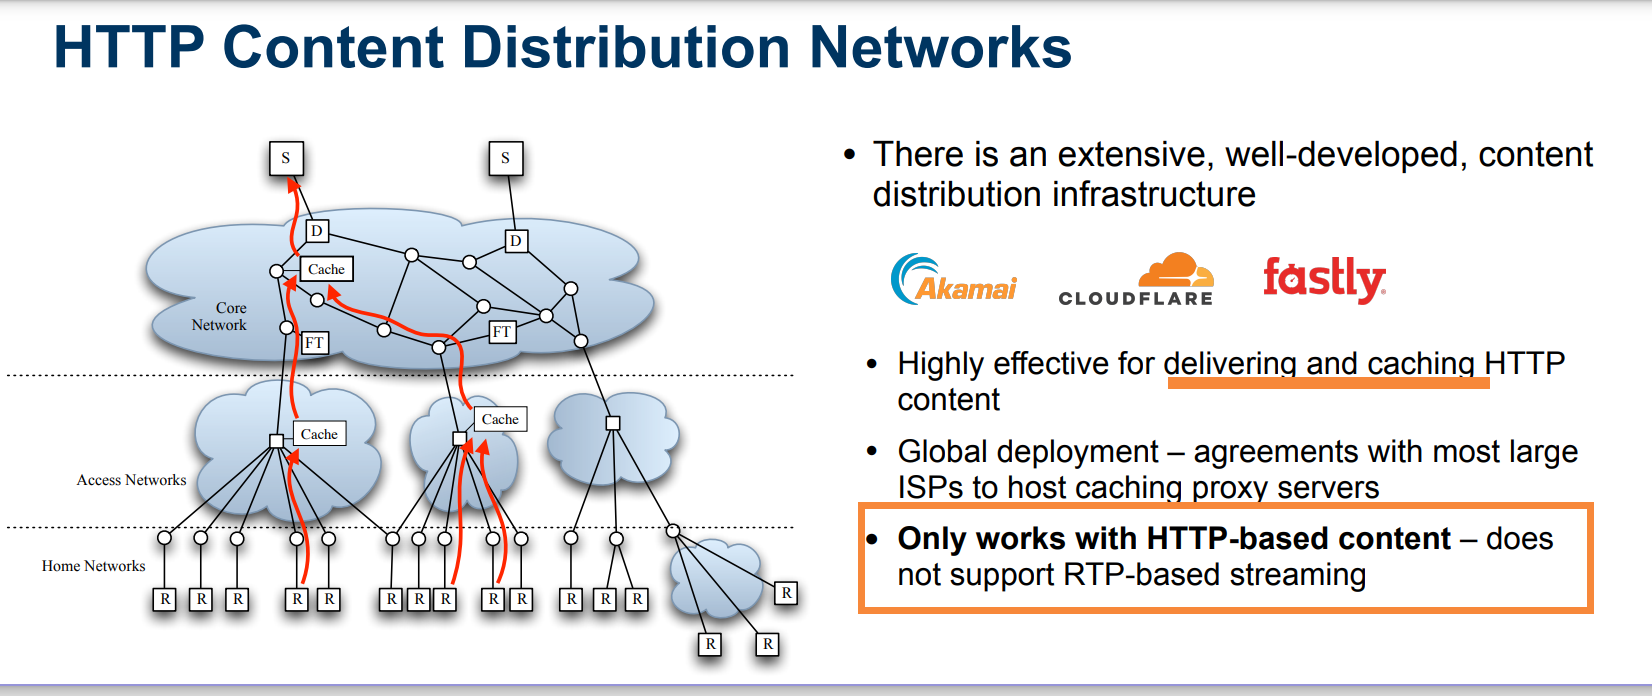 HTTP Content Distribution Networks
S
S
D
D
Cache
Core
Network
FT
FT
Cache
Cache
Access Networks
Home Networks
R R R R R R R R R R R R R
R
R R
• There is an extensive, well-developed, content
distribution infrastructure
Akamai
CLOUDFLARE
fastly
• Highly effective for delivering and caching HTTP
content
• Global deployment – agreements with most large
ISPs to host caching proxy servers
• Only works with HTTP-based content – does
not support RTP-based streaming